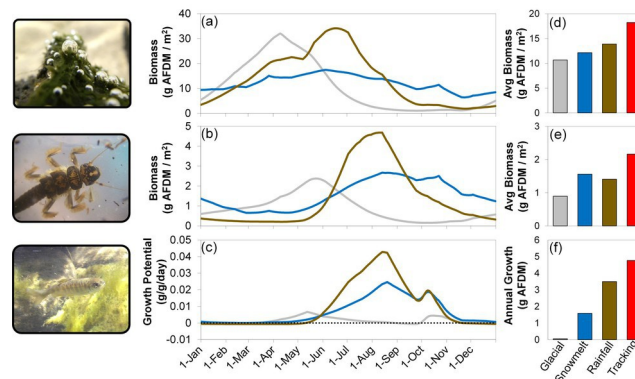 (a)
Biomass
(g AFDM / m²)
40
30
20
10
0
(d)
Avg Biomass
(g AFDM / m²)
20
15
10
5
0
(b)
Biomass
(g AFDM / m²)
5
4
3
2
1
0
(e)
Avg Biomass
(g AFDM / m²)
3
2
1
0
(c)
Growth Potential
(g/g/day)
0.05
0.04
0.03
0.02
0.01
0
-0.01
1-Jan
1-Feb
1-Mar
1-Apr
1-May
1-Jun
1-Jul
1-Aug
1-Sep
1-Oct
1-Nov
1-Dec
(f)
Annual Growth
(g AFDM)
6
5
4
3
2
1
0
Glacial
Snowmelt
Rainfall
Tracking